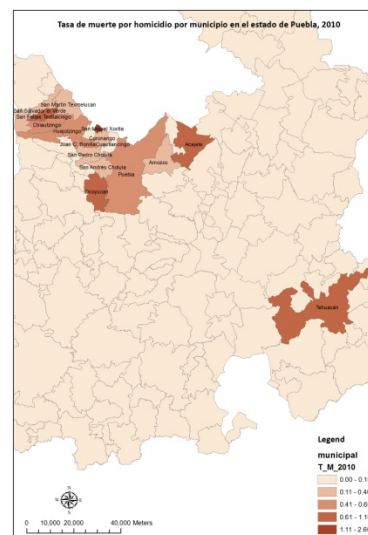 Tasa de muerte por homicidio por municipio en el estado de Puebla, 2010
San Martín Texmelucan
San Salvador el Verde
San Felipe Teotlalcingo
Chiautzingo
Huejotzingo
San Miguel Xoxtla
Coronango
Juan C. Bonilla
Cuautlancingo
San Pedro Cholula
San Andrés Cholula
Puebla
Amozoc
Acajete
Ocoyucan
Tehuacán
Legend
municipal
T_M_2010
0.00 - 0.10
0.11 - 0.40
0.41 - 0.60
0.61 - 1.10
1.11 - 2.60
0 10,000 20,000 40,000 Meters